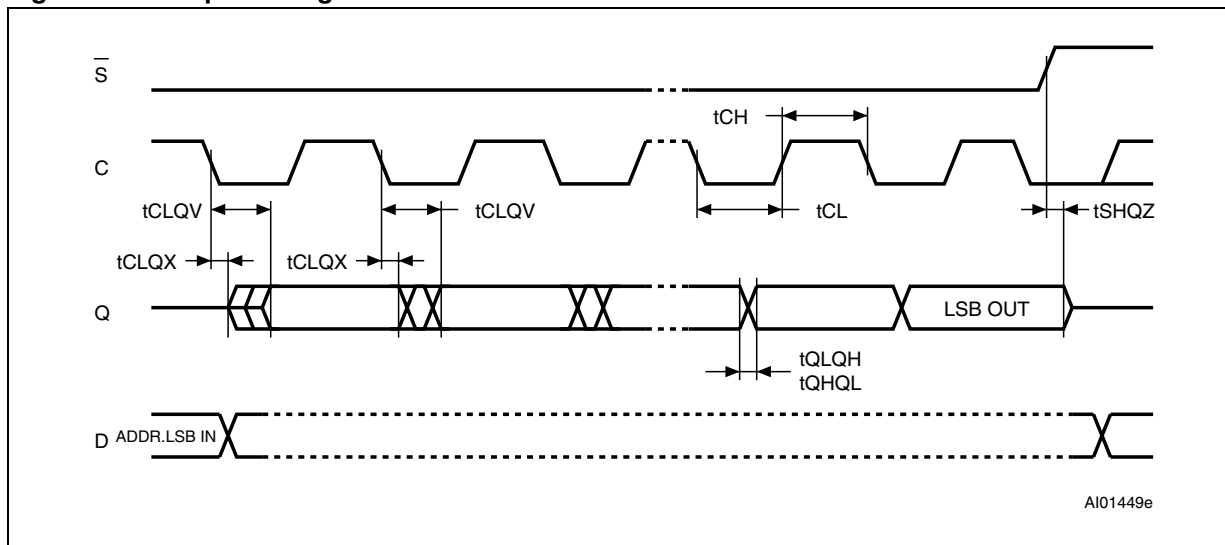 S
tCH
C
tCLQV
tCLQV
tCL
tSHQZ
tCLQX
tCLQX
Q
LSB OUT
tQLQH
tQHQL
D
ADDR.LSB IN
AI01449e